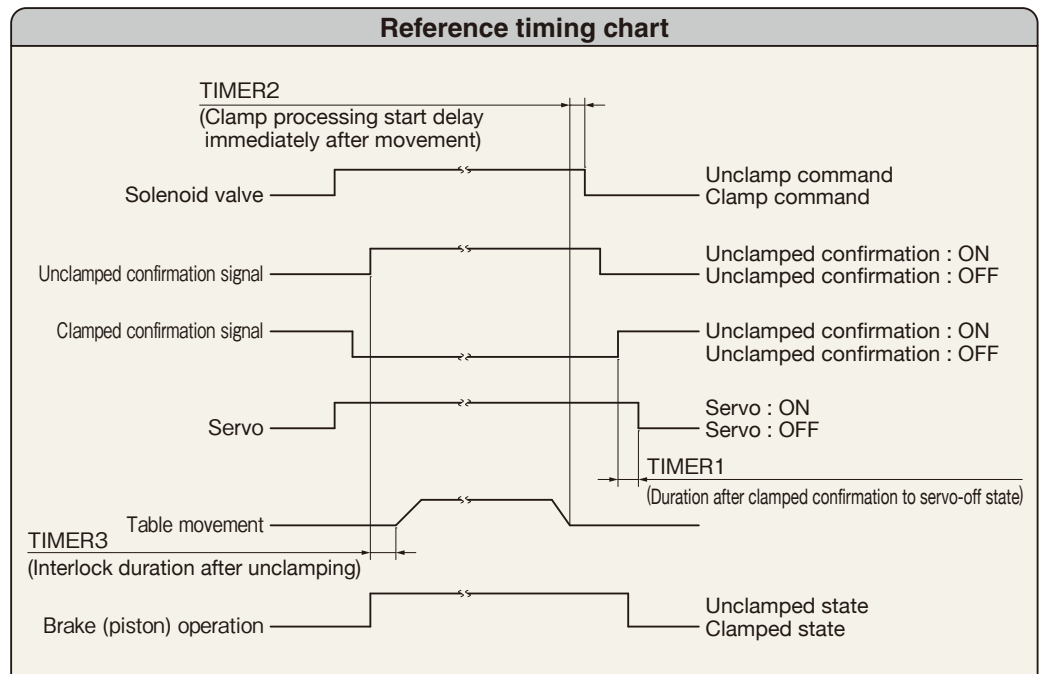 Reference timing chart
TIMER2
(Clamp processing start delay
immediately after movement)
Solenoid valve
Unclamp command
Clamp command
Unclamped confirmation signal
Unclamped confirmation : ON
Unclamped confirmation : OFF
Clamped confirmation signal
Unclamped confirmation : ON
Unclamped confirmation : OFF
Servo
Servo : ON
Servo : OFF
TIMER1
(Duration after clamped confirmation to servo-off state)
Table movement
TIMER3
(Interlock duration after unclamping)
Brake (piston) operation
Unclamped state
Clamped state